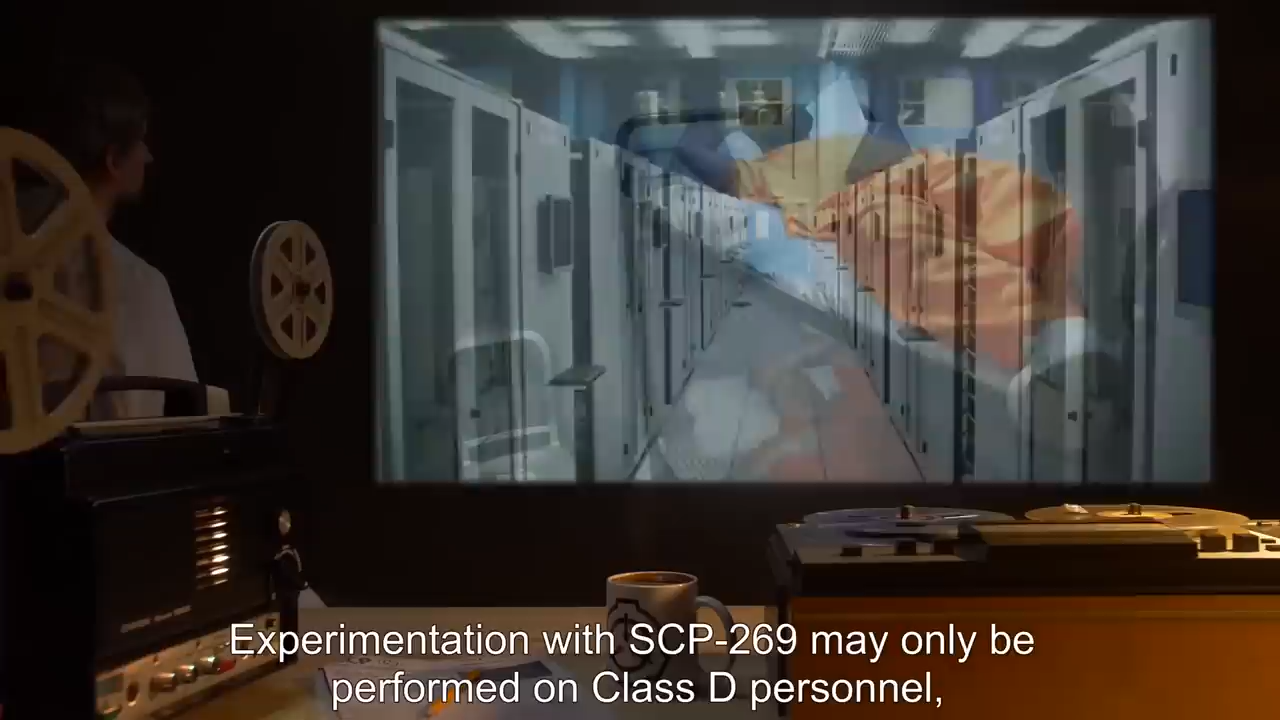 Experimentation with SCP-269 may only be
performed on Class D personnel,